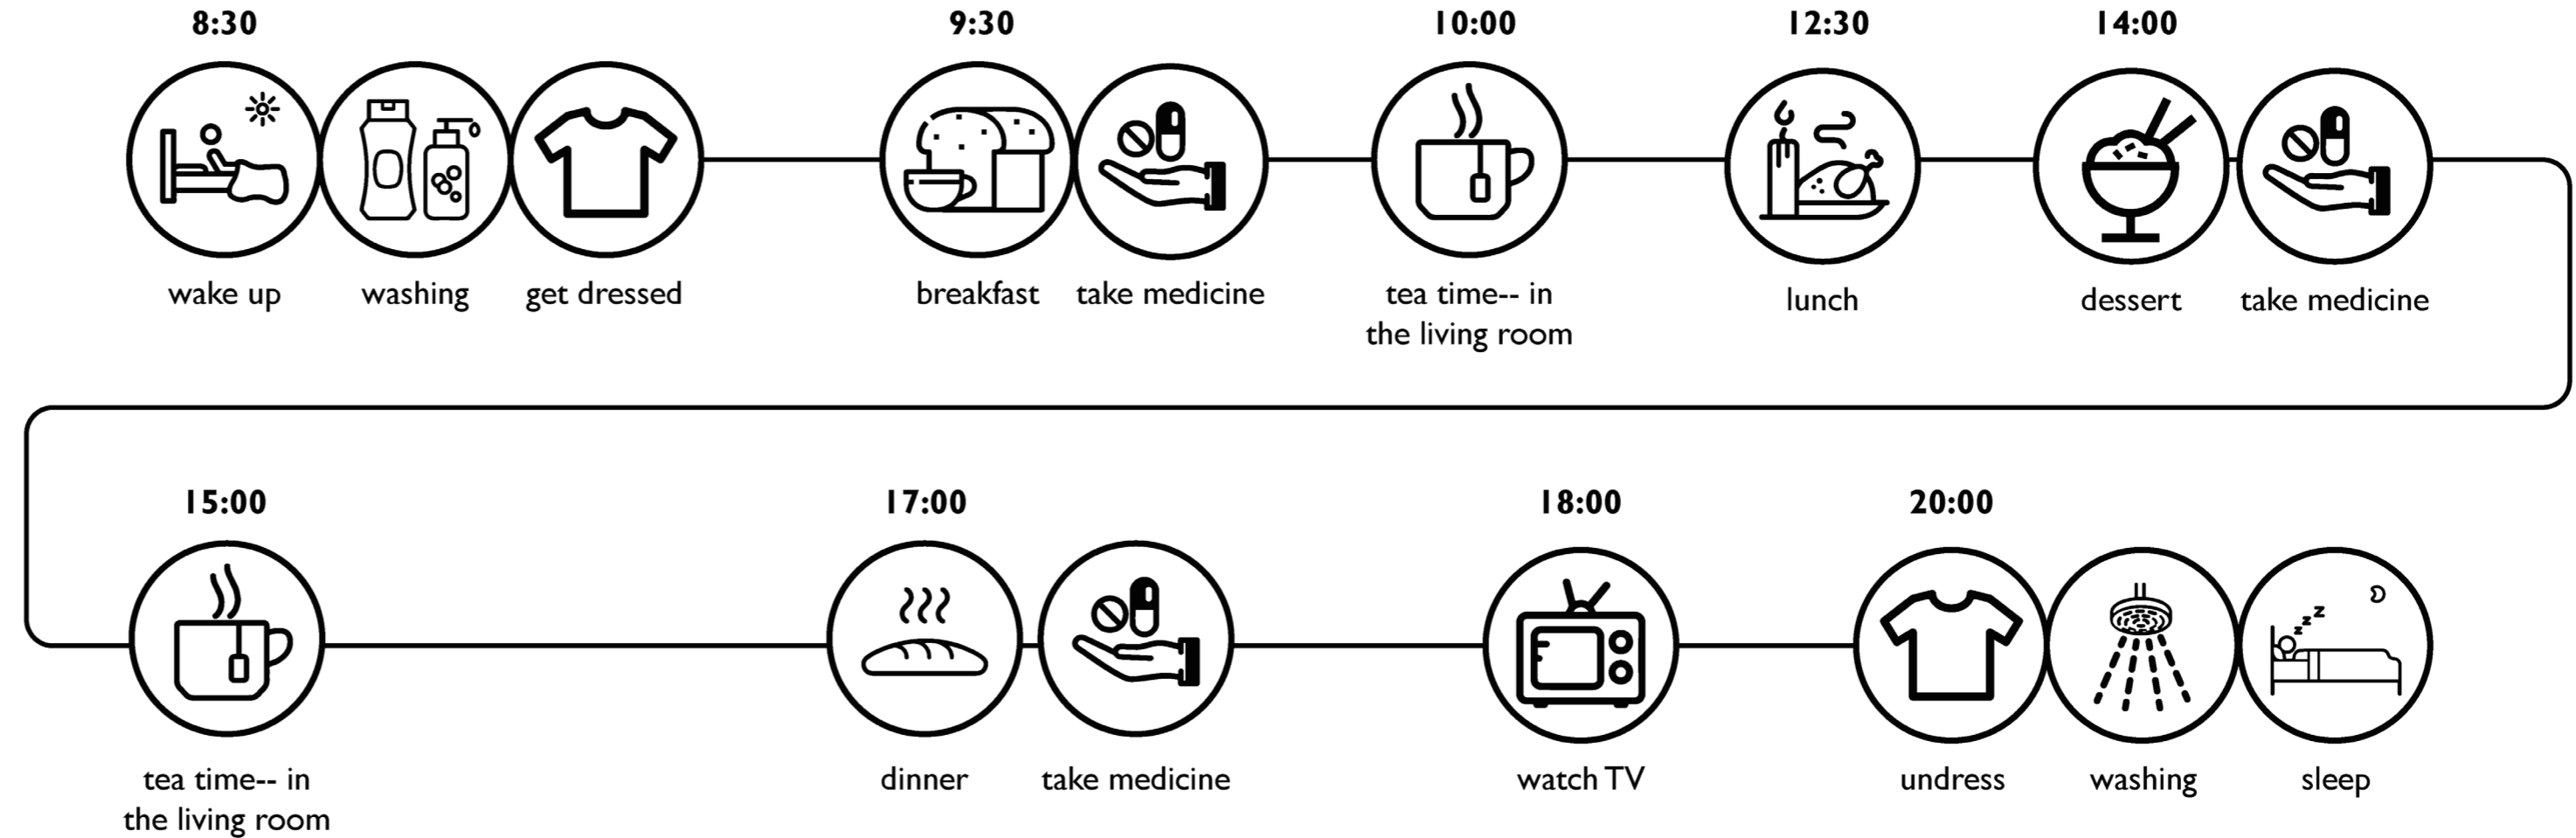 8:30 9:30 10:00 12:30 14:00
wake up washing get dressed breakfast take medicine tea time-- in lunch dessert take medicine
the living room
15:00 17:00 18:00 20:00
tea time-- in dinner take medicine watch TV undress washing sleep
the living room